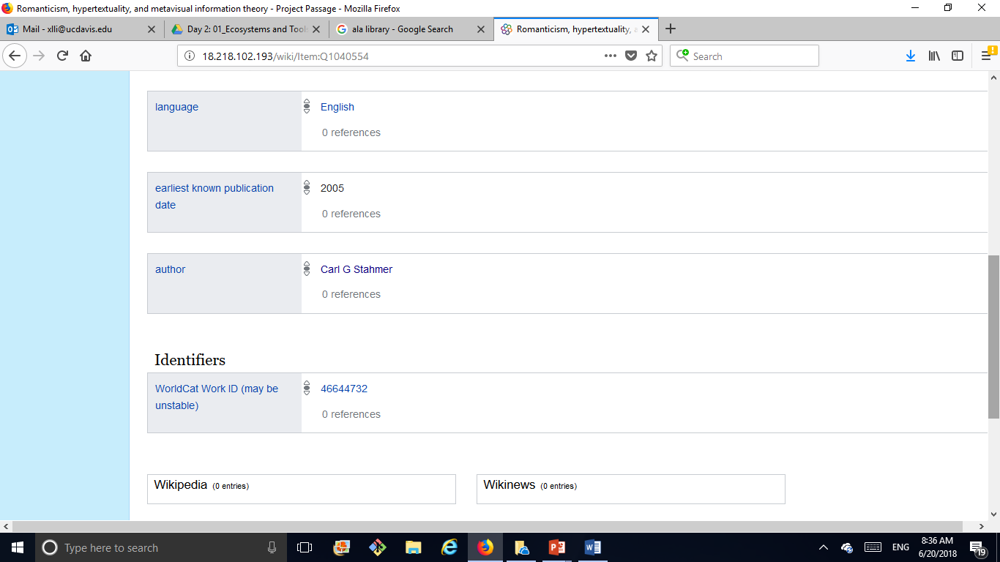 Romanticism, hypertextuality, and metavisual information theory - Project Passage - Mozilla Firefox
Mail - xlli@ucdavis.edu
Day 2: 01_Ecosystems and Tool
ala library - Google Search
Romanticism, hypertextuality, a
18.218.102.193/wiki/Item:Q1040554
Search
language
English
0 references
earliest known publication
date
2005
0 references
author
Carl G Stahmer
0 references
Identifiers
WorldCat Work ID (may be
unstable)
46644732
0 references
Wikipedia (0 entries)
Wikinews (0 entries)
Type here to search
ENG
8:36 AM
6/20/2018
19